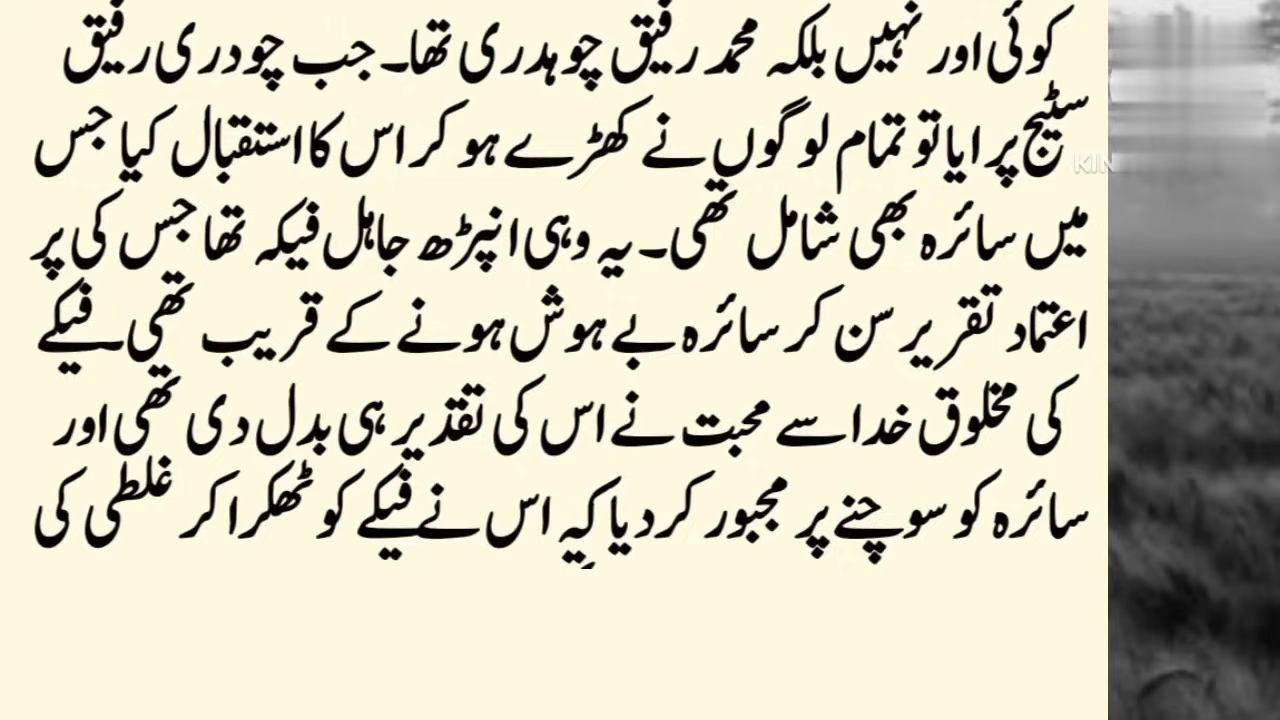 کوئی اور نہیں بلکہ محمد رفیق چوہدری تھا۔ جب چودری رفیق
سٹیج پر ایا تو تمام لوگوں نے کھڑے ہو کر اس کا استقبال کیا جس
میں سائرہ بھی شامل تھی۔ یہ وہی انپڑھ جاہل فیکہ تھا جس کی پر
اعتماد تقریر سن کر سائرہ بے ہوش ہونے کے قریب تھی فیکے
کی مخلوق خدا سے محبت نے اس کی تقدیر ہی بدل دی تھی اور
سائرہ کو سوچنے پر مجبور کر دیا کہ اس نے فیکے کو ٹھکرا کر غلطی کی
KIN